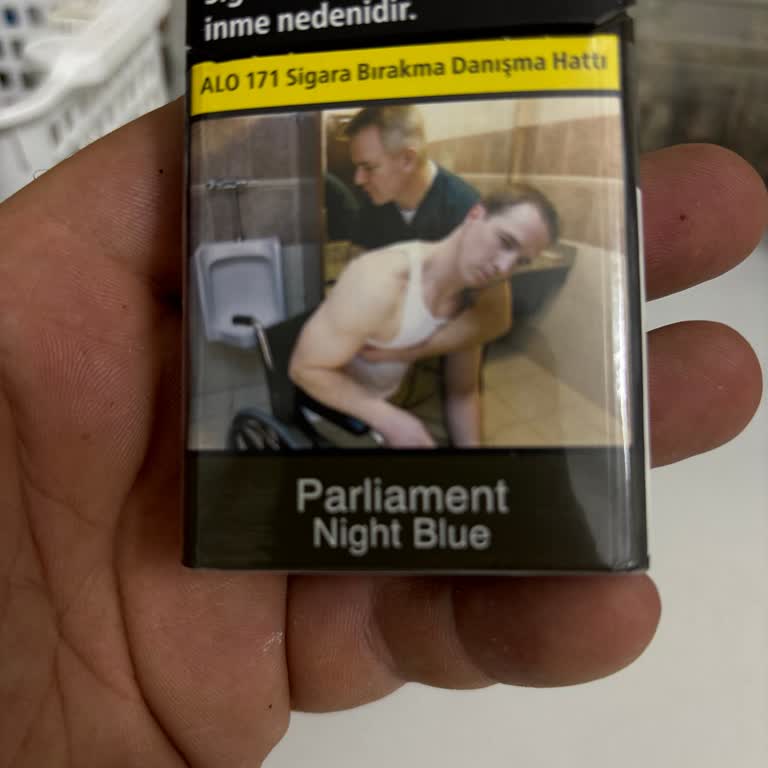 inme nedenidir.
ALO 171 Sigara Bırakma Danışma Hattı
Parliament
Night Blue